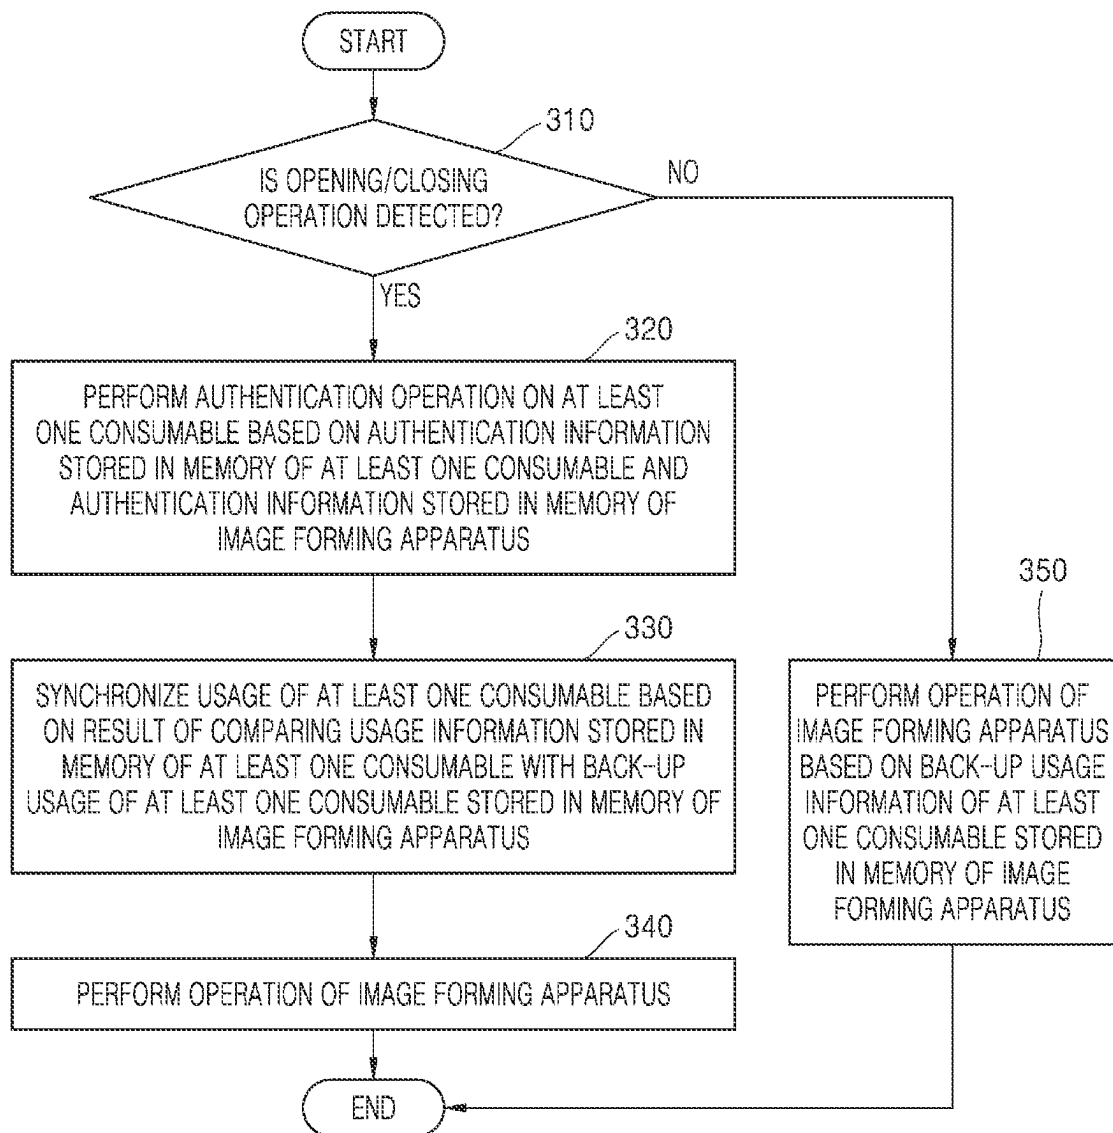 START
310
IS OPENING/CLOSING
OPERATION DETECTED?
NO
YES
320
PERFORM AUTHENTICATION OPERATION ON AT LEAST
ONE CONSUMABLE BASED ON AUTHENTICATION INFORMATION
STORED IN MEMORY OF AT LEAST ONE CONSUMABLE AND
AUTHENTICATION INFORMATION STORED IN MEMORY OF
IMAGE FORMING APPARATUS
330
SYNCHRONIZE USAGE OF AT LEAST ONE CONSUMABLE BASED
ON RESULT OF COMPARING USAGE INFORMATION STORED IN
MEMORY OF AT LEAST ONE CONSUMABLE WITH BACK-UP
USAGE OF AT LEAST ONE CONSUMABLE STORED IN MEMORY OF
IMAGE FORMING APPARATUS
350
PERFORM OPERATION OF
IMAGE FORMING APPARATUS
BASED ON BACK-UP USAGE
INFORMATION OF AT LEAST
ONE CONSUMABLE STORED
IN MEMORY OF IMAGE
FORMING APPARATUS
340
PERFORM OPERATION OF IMAGE FORMING APPARATUS
END